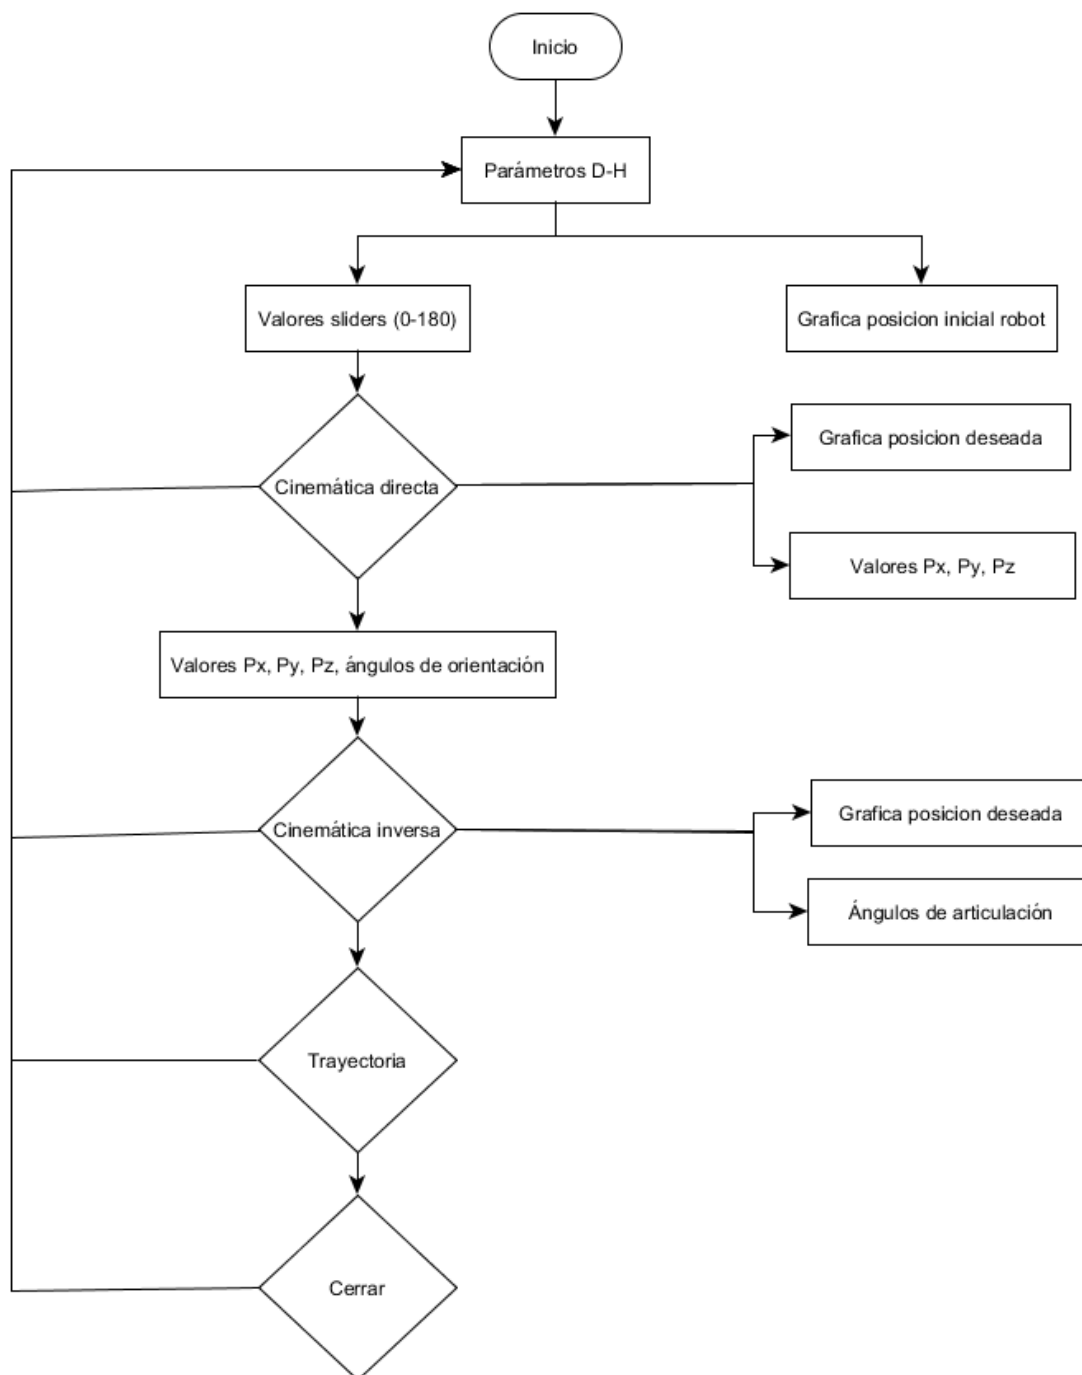 Inicio
Parámetros D-H
Valores sliders (0-180)
Grafica posicion inicial robot
Grafica posicion deseada
Cinemática directa
Valores Px, Py, Pz
Valores Px, Py, Pz, ángulos de orientación
Grafica posicion deseada
Cinemática inversa
Ángulos de articulación
Trayectoria
Cerrar